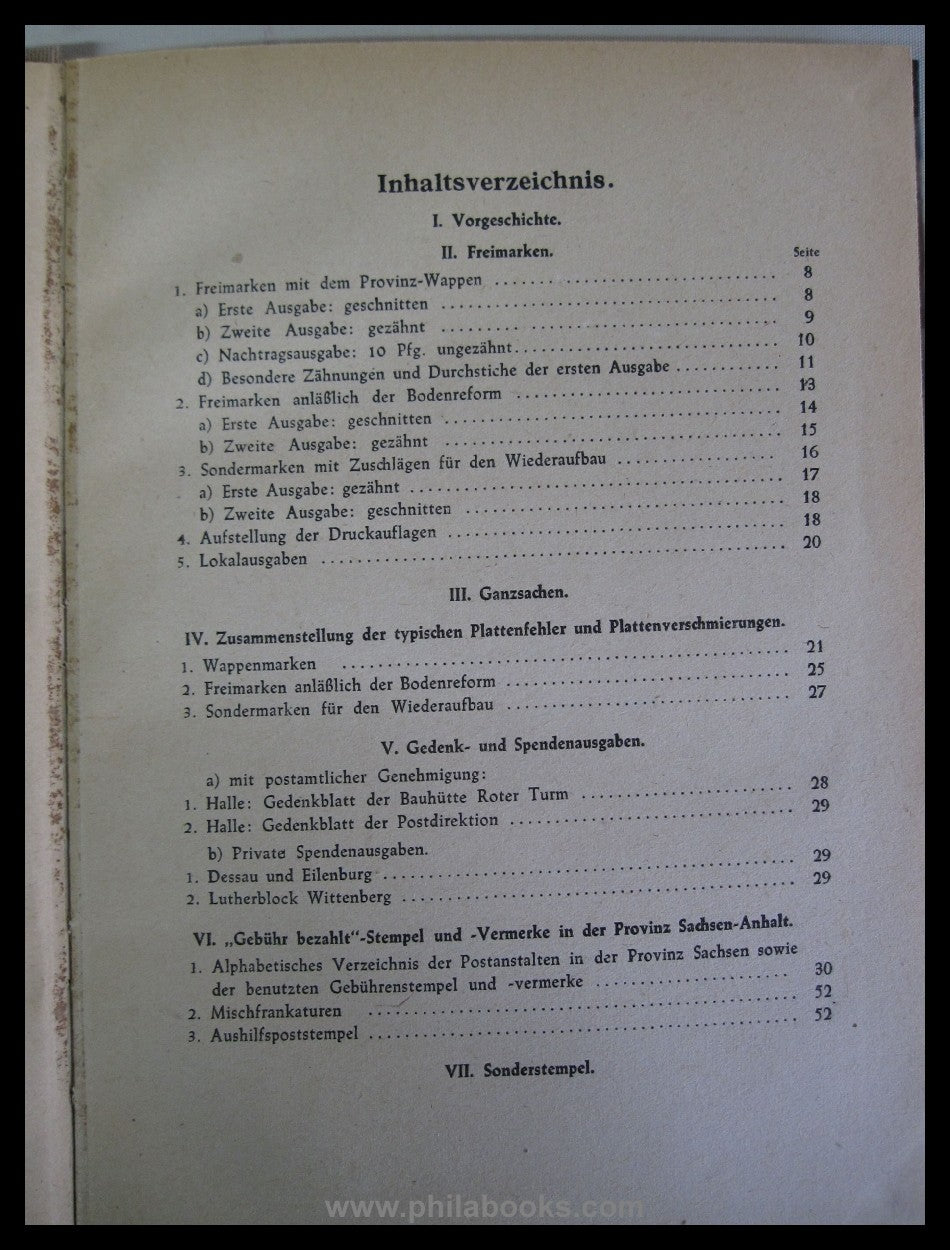 Inhaltsverzeichnis.
I. Vorgeschichte.
II. Freimarken.
Seite
1. Freimarken mit dem Provinz-Wappen 8
a) Erste Ausgabe: geschnitten 8
b) Zweite Ausgabe: gezähnt 9
c) Nachtragsausgabe: 10 Pfg. ungezähnt 10
d) Besondere Zähnungen und Durchstiche der ersten Ausgabe 11
2. Freimarken anläßlich der Bodenreform 13
a) Erste Ausgabe: geschnitten 14
b) Zweite Ausgabe: gezähnt 15
3. Sondermarken mit Zuschlägen für den Wiederaufbau 16
a) Erste Ausgabe: gezähnt 17
b) Zweite Ausgabe: geschnitten 18
4. Aufstellung der Druckauflagen 18
5. Lokalausgaben 20
III. Ganzsachen.
IV. Zusammenstellung der typischen Plattenfehler und Plattenverschmierungen.
1. Wappenmarken 21
2. Freimarken anläßlich der Bodenreform 25
3. Sondermarken für den Wiederaufbau 27
V. Gedenk- und Spendenausgaben.
a) mit postamtlicher Genehmigung:
1. Halle: Gedenkblatt der Bauhütte Roter Turm 28
2. Halle: Gedenkblatt der Postdirektion 29
b) Private Spendenausgaben.
1. Dessau und Eilenburg 29
2. Lutherblock Wittenberg 29
VI. „Gebühr bezahlt"-Stempel und -Vermerke in der Provinz Sachsen-Anhalt.
1. Alphabetisches Verzeichnis der Postanstalten in der Provinz Sachsen sowie
der benutzten Gebührenstempel und -vermerke 30
2. Mischfrankaturen 52
3. Aushilfspoststempel 52
VII. Sonderstempel.
www.philabooks.com